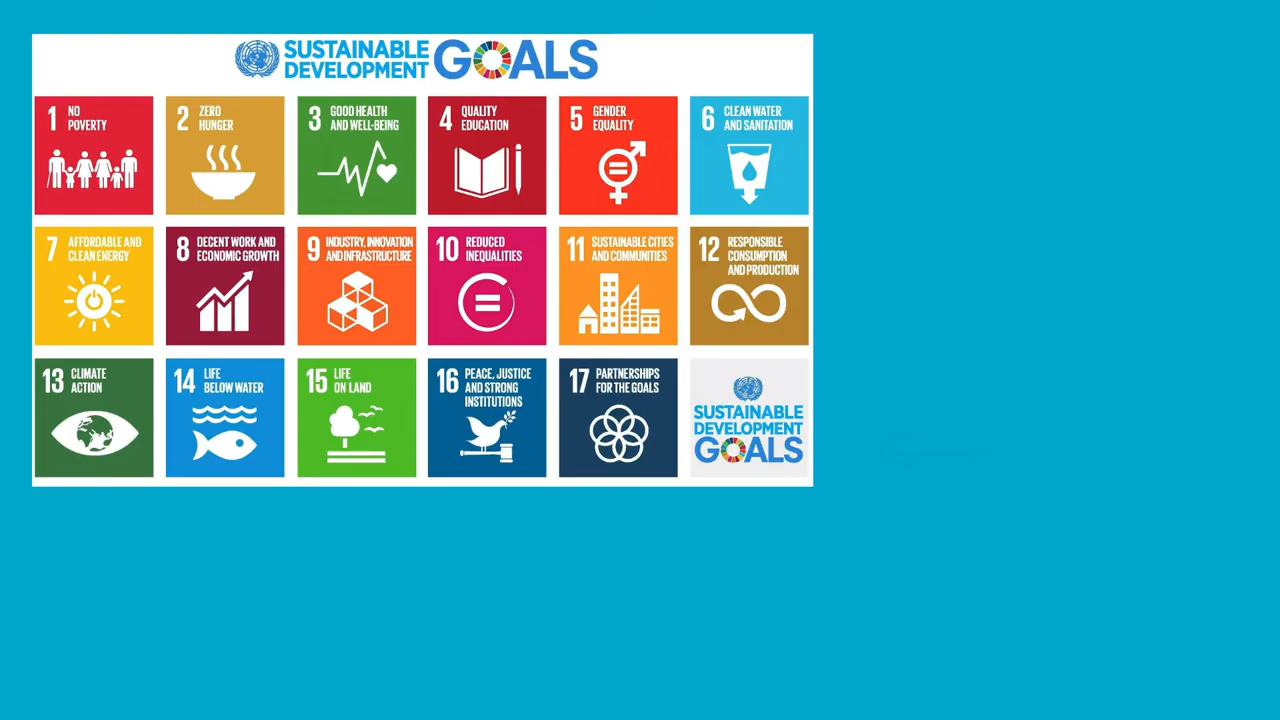 SUSTAINABLE
DEVELOPMENT
GOALS
1 NO
POVERTY
2 ZERO
HUNGER
3 GOOD HEALTH
AND WELL-BEING
4 QUALITY
EDUCATION
5 GENDER
EQUALITY
6 CLEAN WATER
AND SANITATION
7 AFFORDABLE AND
CLEAN ENERGY
8 DECENT WORK AND
ECONOMIC GROWTH
9 INDUSTRY, INNOVATION
AND INFRASTRUCTURE
10 REDUCED
INEQUALITIES
11 SUSTAINABLE CITIES
AND COMMUNITIES
12 RESPONSIBLE
CONSUMPTION
AND PRODUCTION
13 CLIMATE
ACTION
14 LIFE
BELOW WATER
15 LIFE
ON LAND
16 PEACE, JUSTICE
AND STRONG
INSTITUTIONS
17 PARTNERSHIPS
FOR THE GOALS
SUSTAINABLE
DEVELOPMENT
GOALS